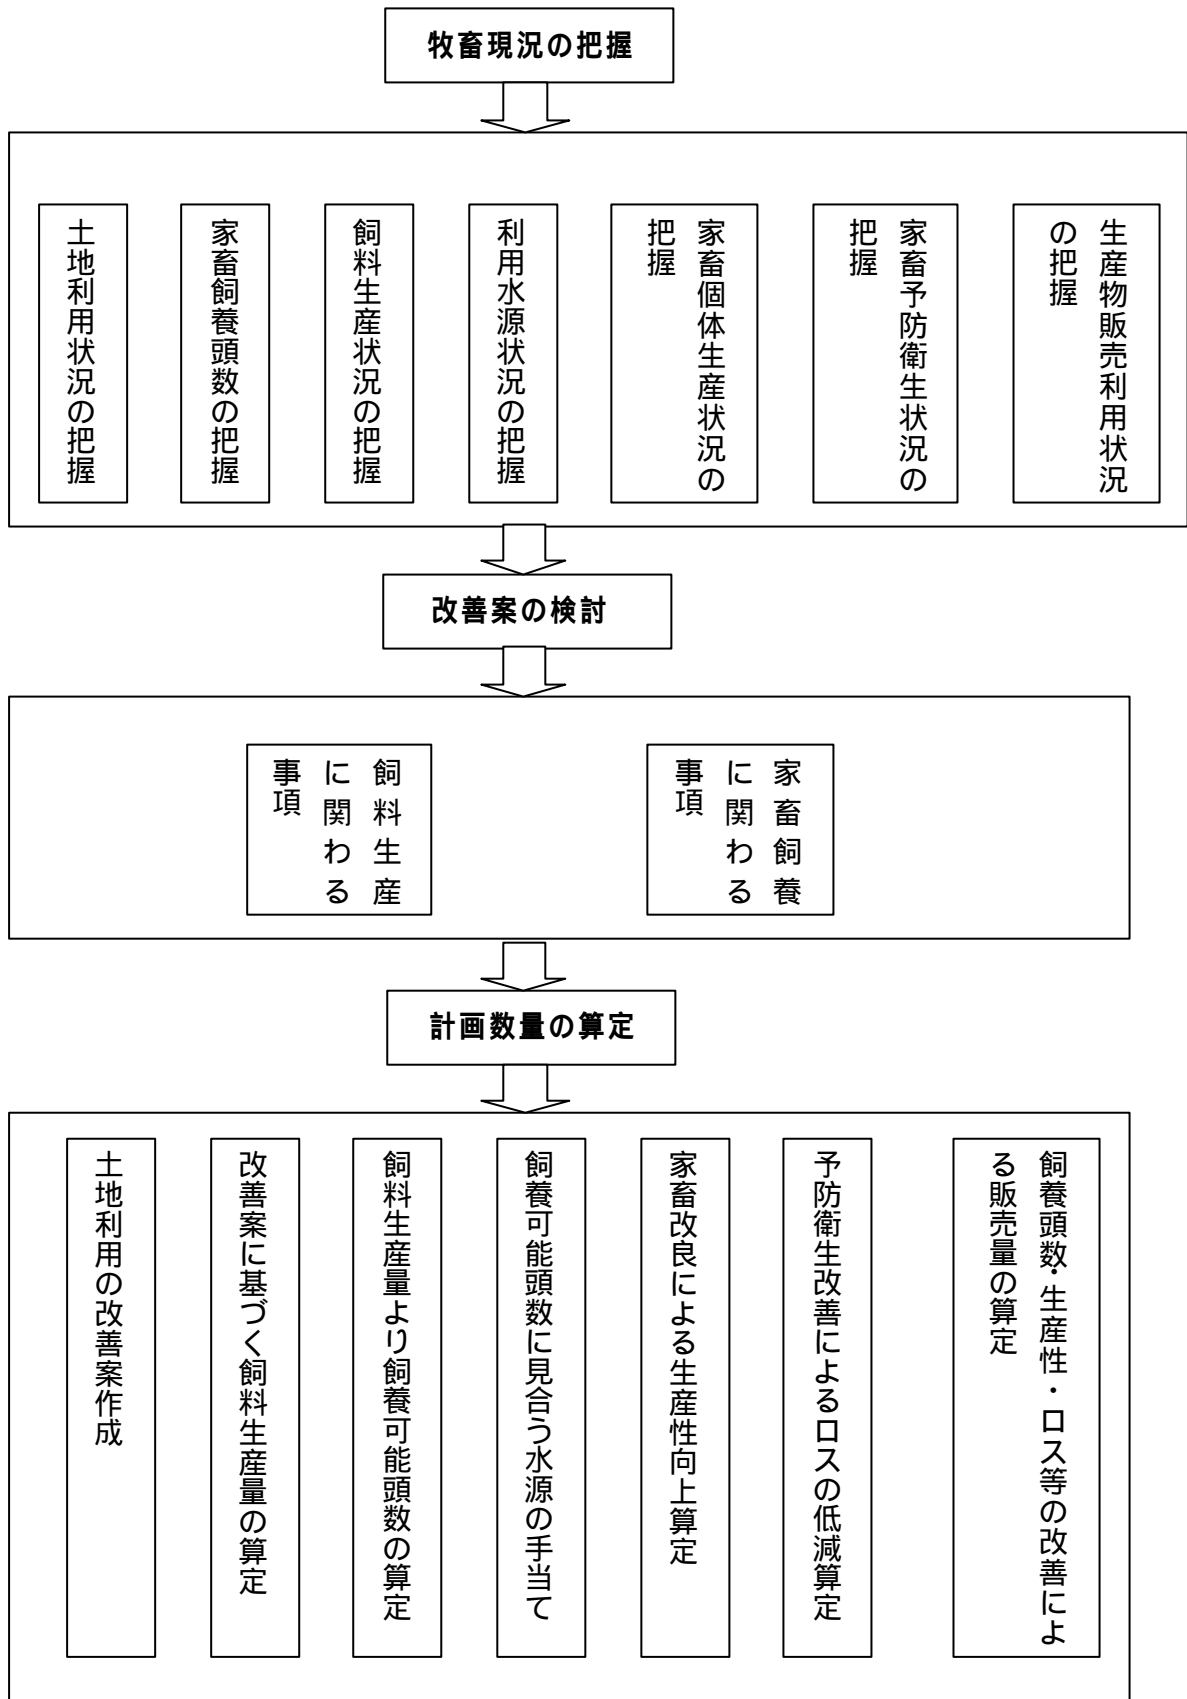 牧畜現況の把握
土地利用状況の把握
家畜飼養頭数の把握
飼料生産状況の把握
利用水源状況の把握
家畜個体生産状況の
把握
家畜予防衛生状況の
把握
生産物販売利用状況
の把握
改善案の検討
飼料生産
に関わる
事項
家畜飼養
に関わる
事項
計画数量の算定
土地利用の改善案作成
改善案に基づく飼料生産量の算定
飼料生産量より飼養可能頭数の算定
飼養可能頭数に見合う水源の手当て
家畜改良による生産性向上算定
予防衛生改善によるロスの低減算定
飼養頭数・生産性・ロス等の改善によ
る販売量の算定